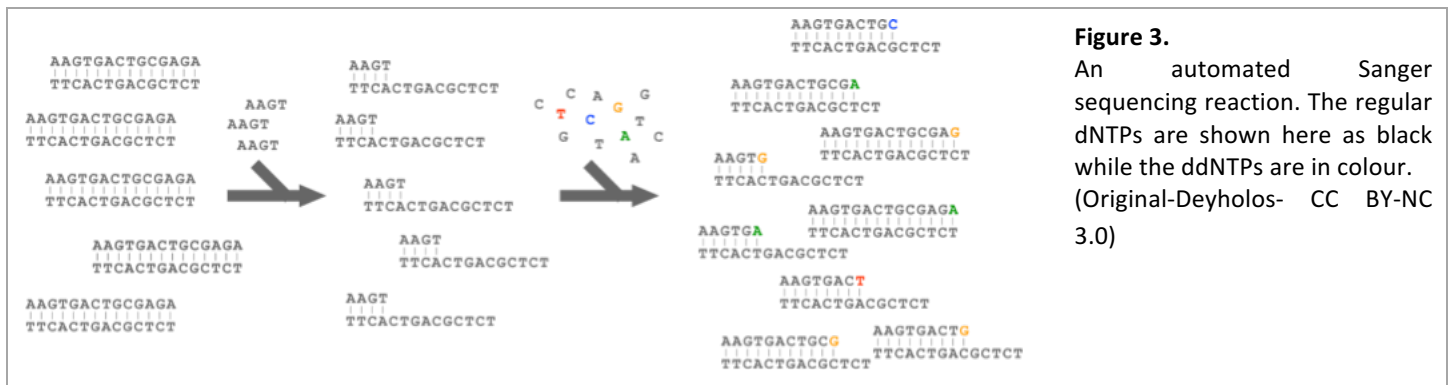 AAGTGACTGCGAGA
TTCACTGACGCTCT
AAGTGACTGCGAGA
TTCACTGACGCTCT
AAGTGACTGCGAGA
TTCACTGACGCTCT
AAGTGACTGCGAGA
TTCACTGACGCTCT
AAGTGACTGCGAGA
TTCACTGACGCTCT
AAGT
AAGT
AAGT
AAGT
TTCACTGACGCTCT
AAGT
TTCACTGACGCTCT
AAGT
TTCACTGACGCTCT
AAGT
TTCACTGACGCTCT
AAGT
TTCACTGACGCTCT
C C A G G
C T C T
G T A C
A
AAGTGACTGC
TTCACTGACGCTCT
AAGTGACTGCGA
TTCACTGACGCTCT
AAGTGACTGCGAG
TTCACTGACGCTCT
AAGTG
TTCACTGACGCTCT
AAGTGACTGCGAGA
TTCACTGACGCTCT
AAGTGA
TTCACTGACGCTCT
AAGTGACT
TTCACTGACGCTCT
AAGTGACTGCG
TTCACTGACGCTCT
AAGTGACTG
TTCACTGACGCTCT
Figure 3.
An automated Sanger
sequencing reaction. The regular
dNTPs are shown here as black
while the ddNTPs are in colour.
(Original-Deyholos- CC BY-NC
3.0)